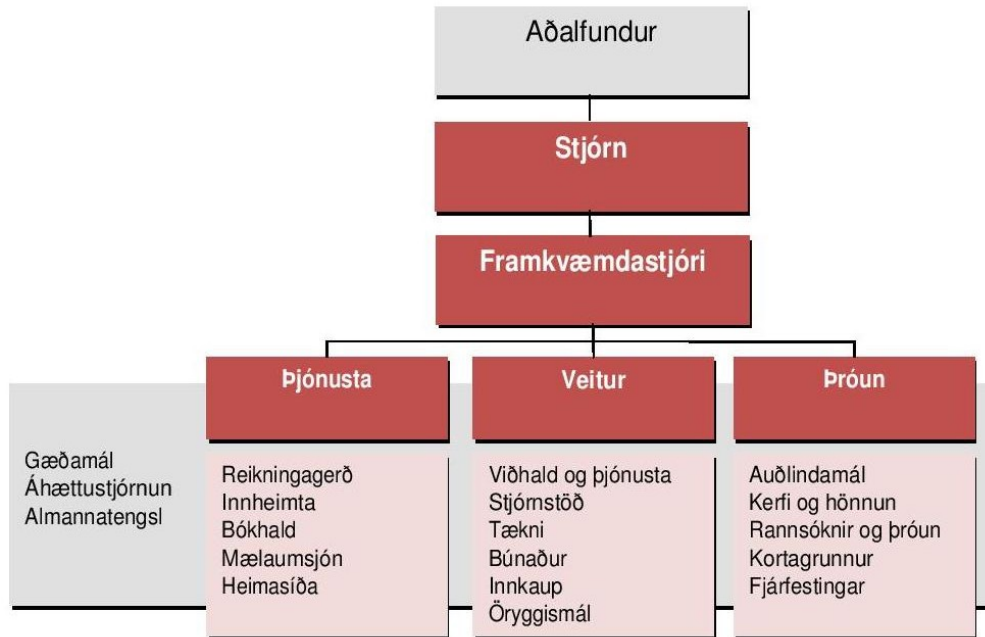 Aðalfundur
Stjórn
Framkvæmdastjóri
Þjónusta
Veitur
Þróun
Gæðamál
Áhættustjórnun
Almannatengsl
Reikningagerð
Innheimta
Bókhald
Mælaumsjón
Heimasíða
Viðhald og þjónusta
Stjórnstöð
Tækni
Búnaður
Innkaup
Öryggismál
Auðlindamál
Kerfi og hönnun
Rannsóknir og þróun
Kortagrunnur
Fjárfestingar